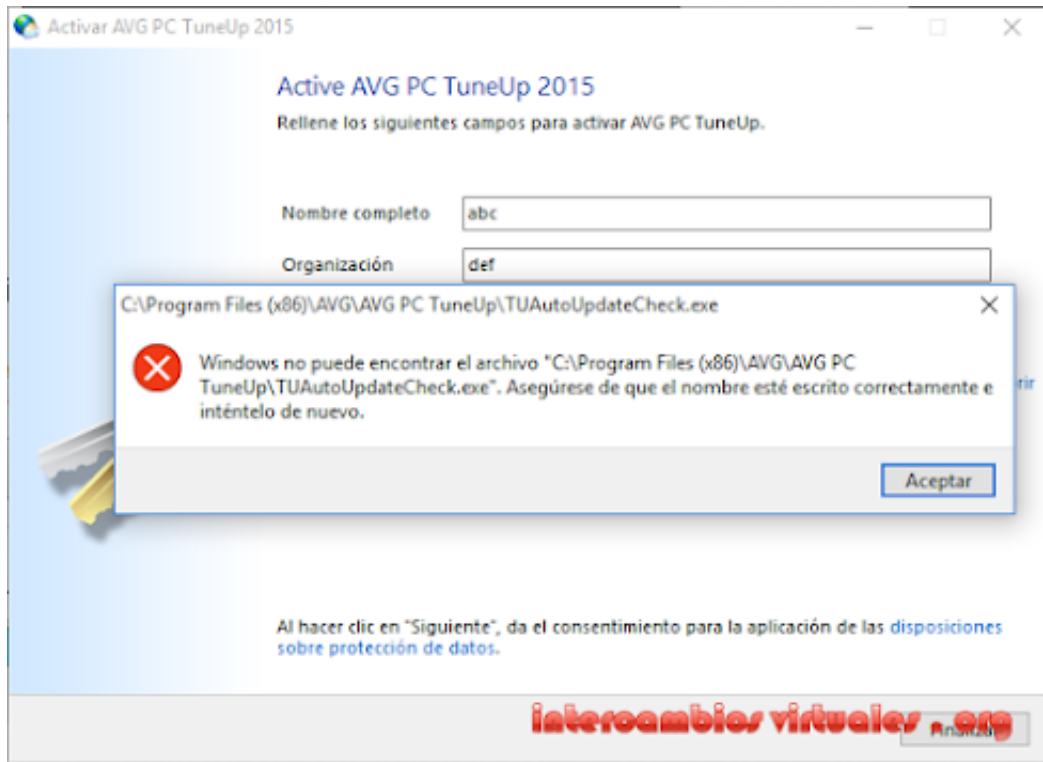 Activar AVG PC TuneUp 2015
Active AVG PC TuneUp 2015
Rellene los siguientes campos para activar AVG PC TuneUp.
Nombre completo
abc
Organización
def
C:\Program Files (x86)\AVG\AVG PC TuneUp\TUAutoUpdateCheck.exe
Windows no puede encontrar el archivo "C:\Program Files (x86)\AVG\AVG PC
TuneUp\TUAutoUpdateCheck.exe". Asegúrese de que el nombre esté escrito correctamente e
inténtelo de nuevo.
Aceptar
Al hacer clic en "Siguiente", da el consentimiento para la aplicación de las disposiciones
sobre protección de datos.
intercambios virtuales . org